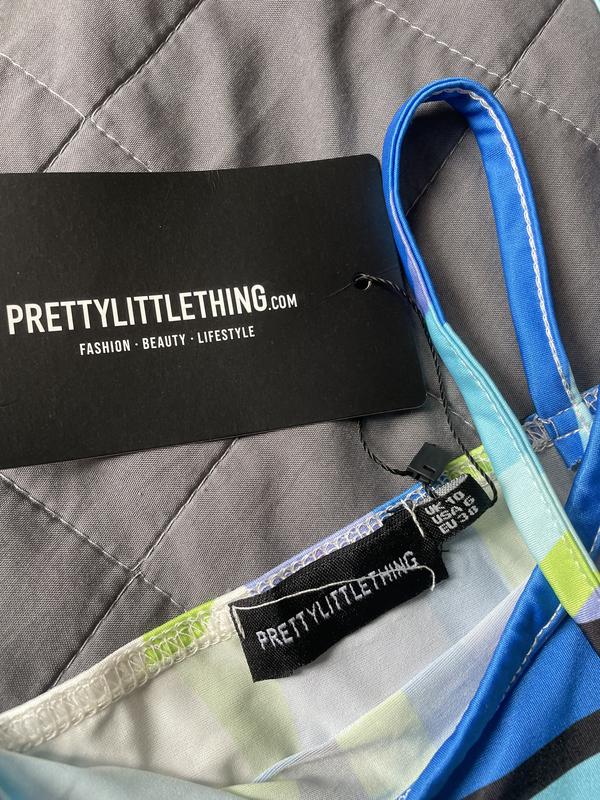 PRETTYLITTLETHING.COM
FASHION · BEAUTY · LIFESTYLE
UK 10
USA 6
EU 38
PRETTYLITTLETHING